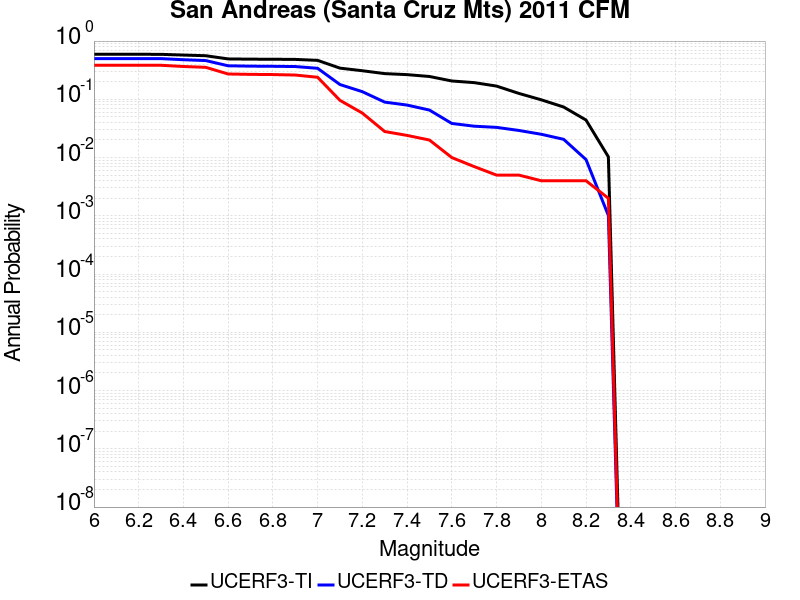 San Andreas (Santa Cruz Mts) 2011 CFM
10^0
10^-1
10^-2
10^-3
10^-4
10^-5
10^-6
10^-7
10^-8
Annual Probability
6 6.2 6.4 6.6 6.8 7 7.2 7.4 7.6 7.8 8 8.2 8.4 8.6 8.8 9
Magnitude
UCERF3-TI UCERF3-TD UCERF3-ETAS